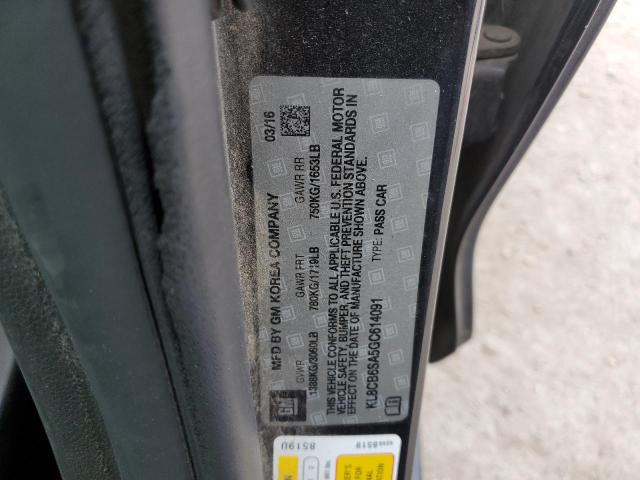 MFD BY GM KOREA COMPANY 03/16
GVWR GAWR FRT GAWR RR
1388KG/3060LB 780KG/1719LB 750KG/1653LB
THIS VEHICLE CONFORMS TO ALL APPLICABLE U.S. FEDERAL MOTOR
VEHICLE SAFETY, BUMPER, AND THEFT PREVENTION STANDARDS IN
EFFECT ON THE DATE OF MANUFACTURE SHOWN ABOVE.
KL8CB6SA5GC614091 TYPE: PASS CAR
GM
8519U